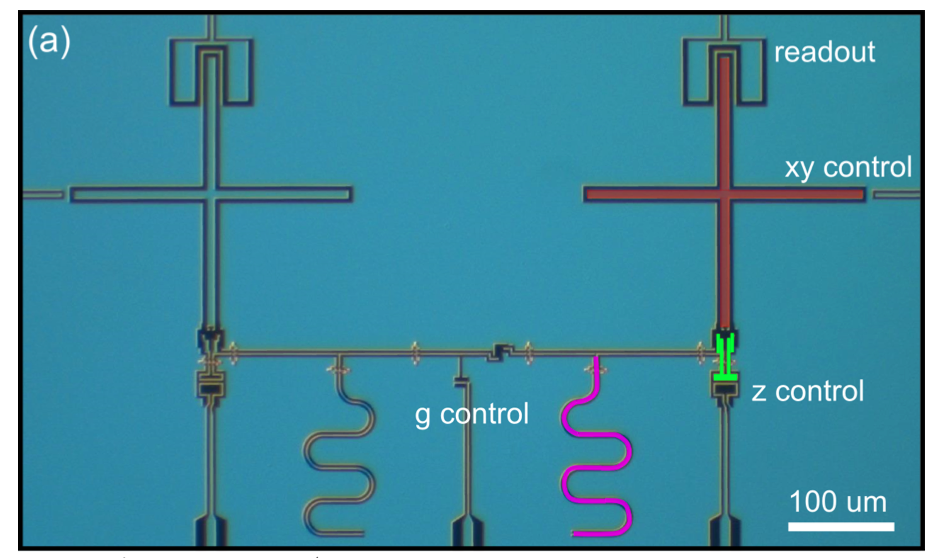 (a)
readout
xy control
z control
g control
100 um